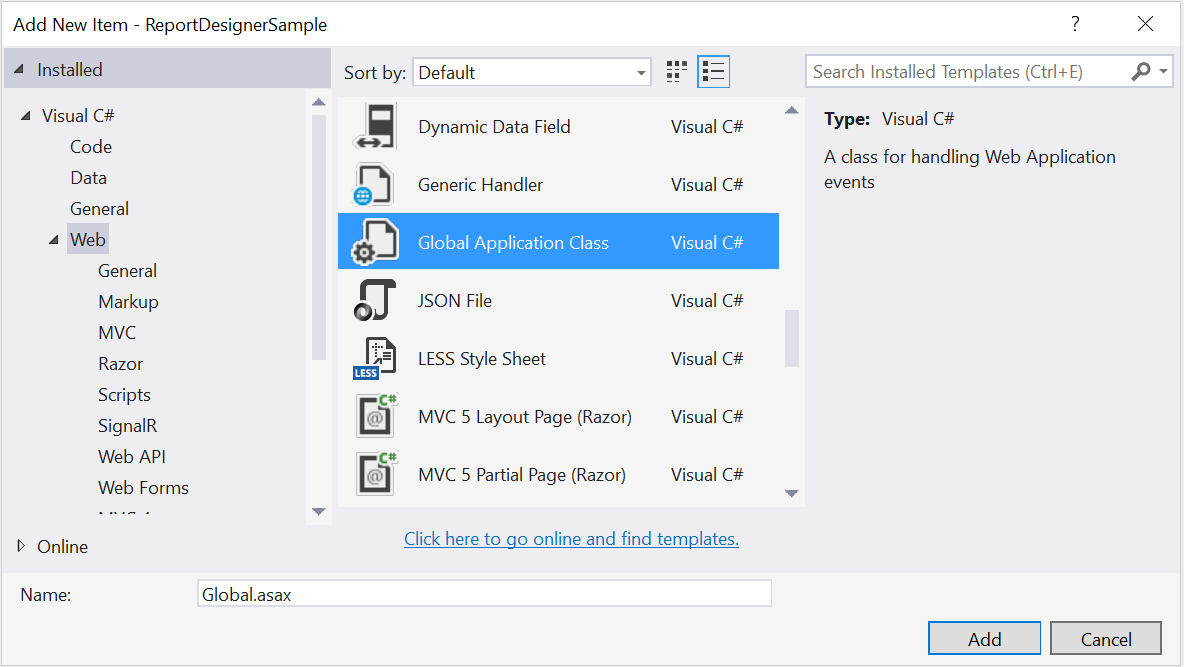 Add New Item - ReportDesignerSample
?
Installed
Visual C#
Code
Data
General
Web
General
Markup
MVC
Razor
Scripts
SignalR
Web API
Web Forms
Online
Sort by: Default
Dynamic Data Field Visual C#
Generic Handler Visual C#
Global Application Class Visual C#
JSON File Visual C#
LESS
LESS Style Sheet Visual C#
C#
@
MVC 5 Layout Page (Razor) Visual C#
C#
@
MVC 5 Partial Page (Razor) Visual C#
Click here to go online and find templates.
Search Installed Templates (Ctrl+E)
Type: Visual C#
A class for handling Web Application
events
Name: Global.asax
Add Cancel